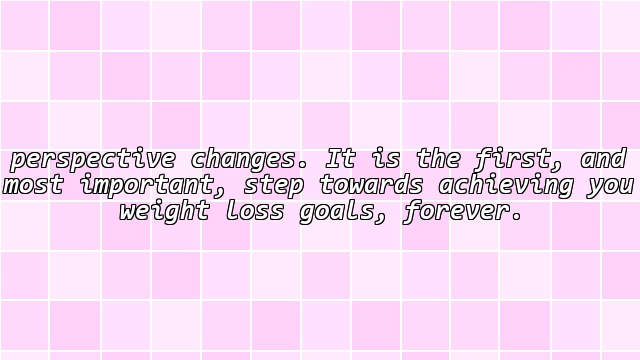 perspective changes. It is the first, and
most important, step towards achieving you
weight loss goals, forever.